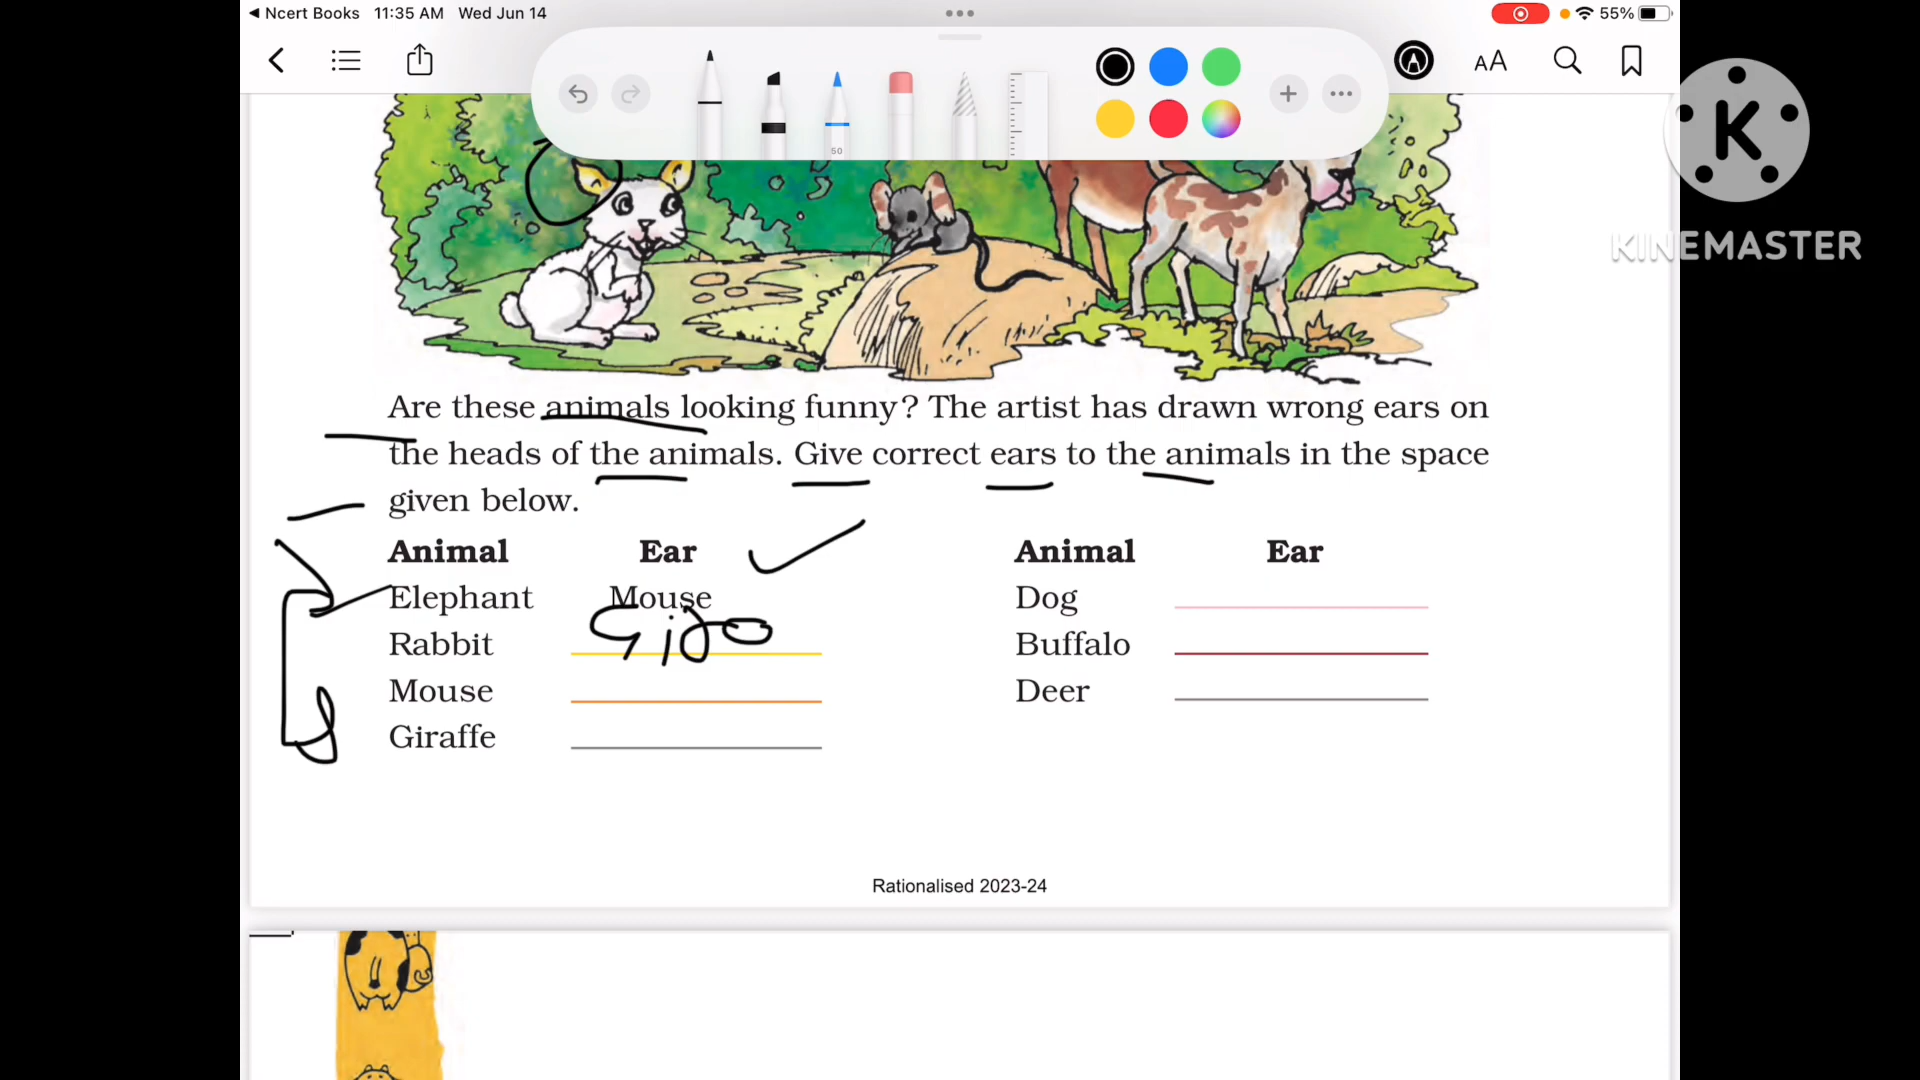 Ncert Books 11:35 AM Wed Jun 14 55%
AA
50
K
KINEMASTER
Are these animals looking funny? The artist has drawn wrong ears on
the heads of the animals. Give correct ears to the animals in the space
given below.
Animal Ear Animal Ear
Elephant Mouse Dog
Rabbit Buffalo
Mouse Deer
Giraffe
Rationalised 2023-24